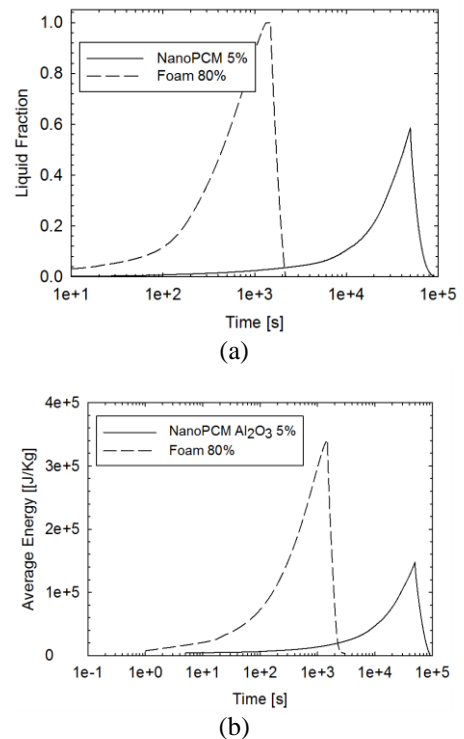 1.0
0.8
0.6
0.4
0.2
0.0
Liquid Fraction
NanoPCM 5%
Foam 80%
1e+1 1e+2 1e+3 1e+4 1e+5
Time [s]
(a)
4e+5
3e+5
2e+5
1e+5
0
Average Energy [[J/Kg]
NanoPCM Al₂O₃ 5%
Foam 80%
1e-1 1e+0 1e+1 1e+2 1e+3 1e+4 1e+5
Time [s]
(b)